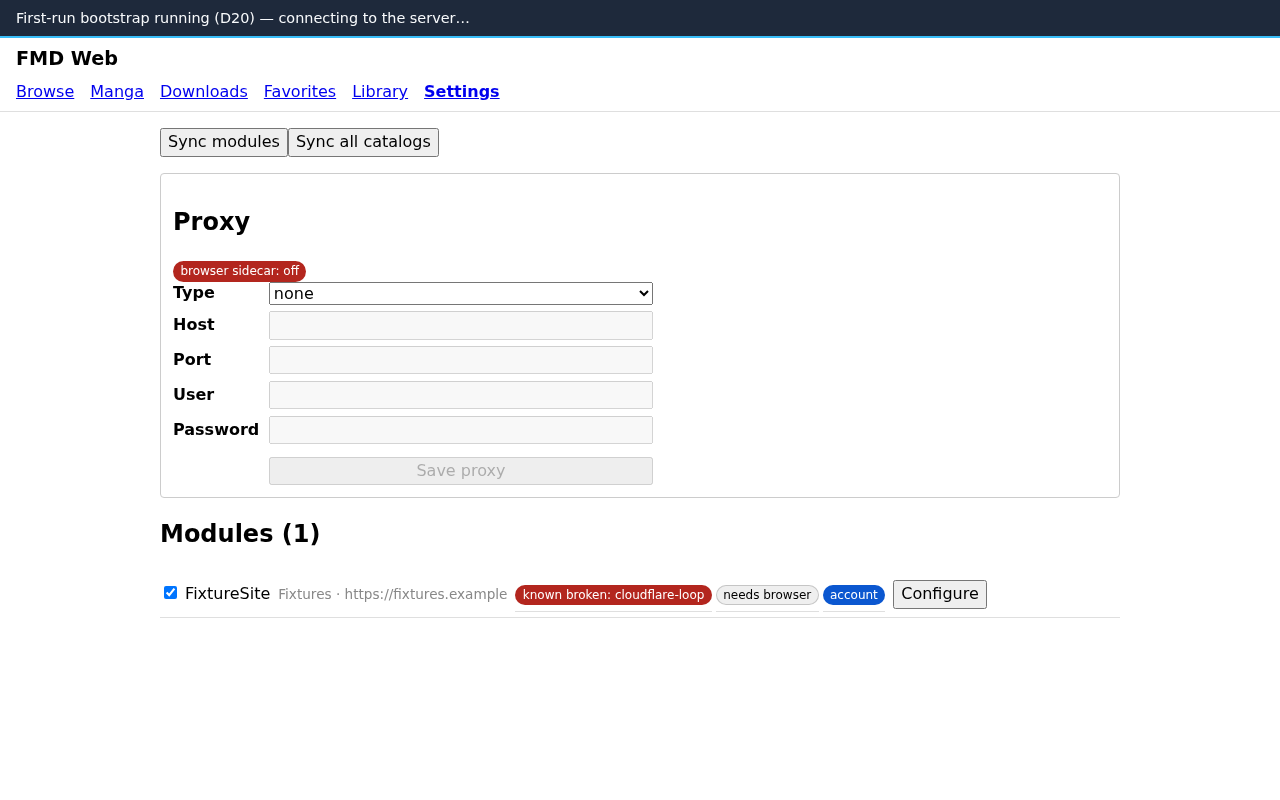 First-run bootstrap running (D20) — connecting to the server…
FMD Web
Browse Manga Downloads Favorites Library Settings
Sync modules Sync all catalogs
Proxy
browser sidecar: off
Type none
Host
Port
User
Password
Save proxy
Modules (1)
FixtureSite Fixtures · https://fixtures.example known broken: cloudflare-loop needs browser account Configure